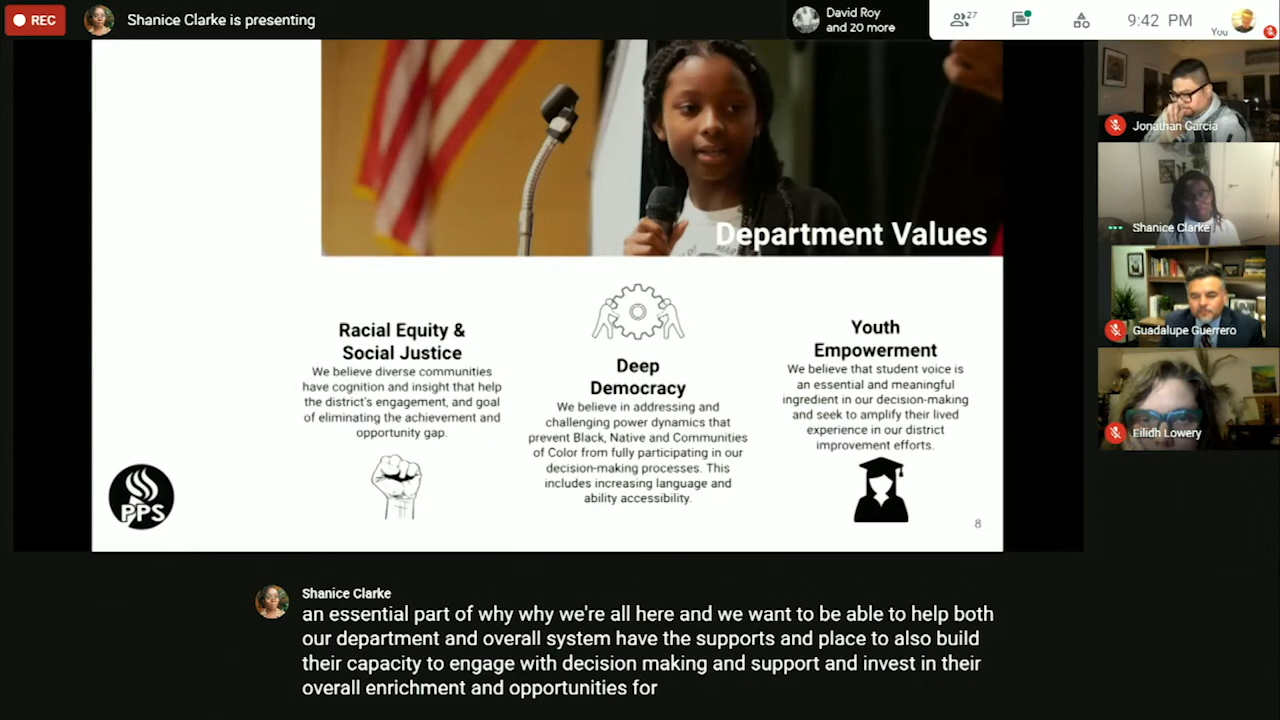 REC
Shanice Clarke is presenting
David Roy
and 20 more
27
9:42 PM
You
Department Values
Jonathan Garcia
Shanice Clarke
Guadalupe Guerrero
Eilidh Lowery
Racial Equity &
Social Justice
We believe diverse communities
have cognition and insight that help
the district's engagement, and goal
of eliminating the achievement and
opportunity gap.
Deep
Democracy
We believe in addressing and
challenging power dynamics that
prevent Black, Native and Communities
of Color from fully participating in our
decision-making processes. This
includes increasing language and
ability accessibility.
Youth
Empowerment
We believe that student voice is
an essential and meaningful
ingredient in our decision-making
and seek to amplify their lived
experience in our district
improvement efforts.
PPS
8
Shanice Clarke
an essential part of why why we're all here and we want to be able to help both
our department and overall system have the supports and place to also build
their capacity to engage with decision making and support and invest in their
overall enrichment and opportunities for